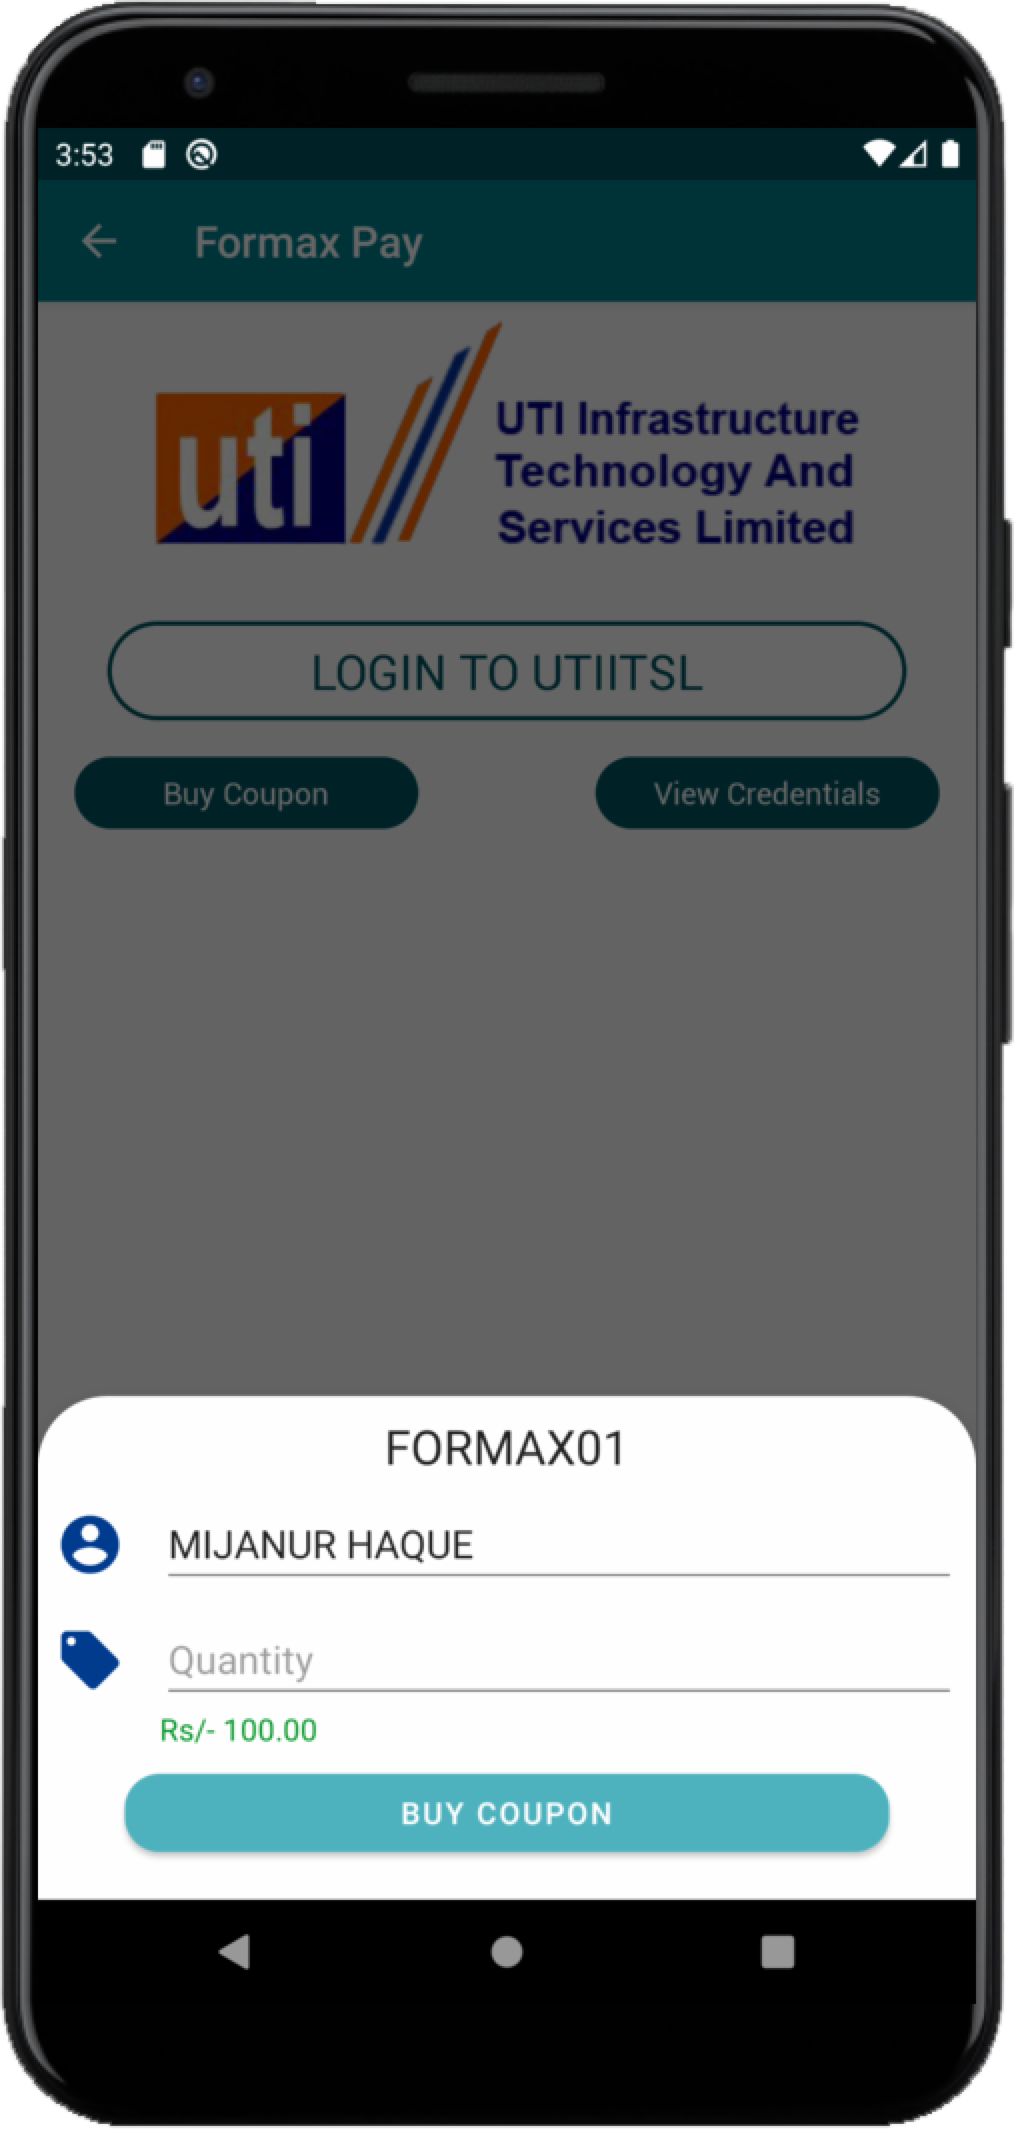 3:53
Formax Pay
uti
UTI Infrastructure
Technology And
Services Limited
LOGIN TO UTIITSL
Buy Coupon
View Credentials
FORMAX01
MIJANUR HAQUE
Quantity
Rs/- 100.00
BUY COUPON